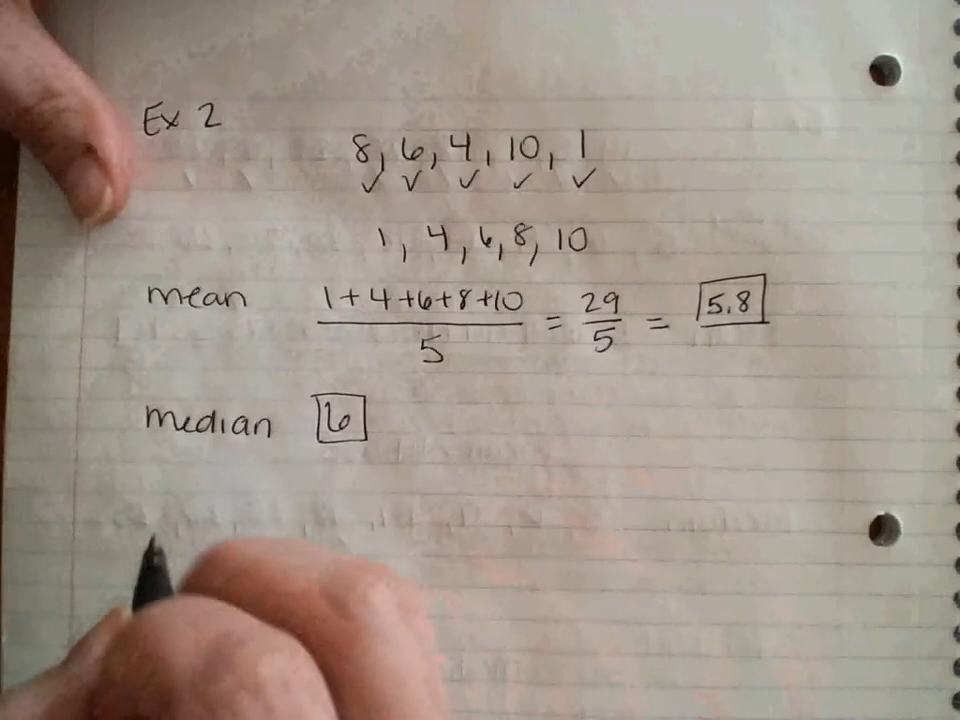 Ex 2
8, 6, 4, 10, 1
✓ ✓ ✓ ✓ ✓
1, 4, 6, 8, 10
mean (1+4+6+8+10)/5 = 29/5 = 5.8
median 6